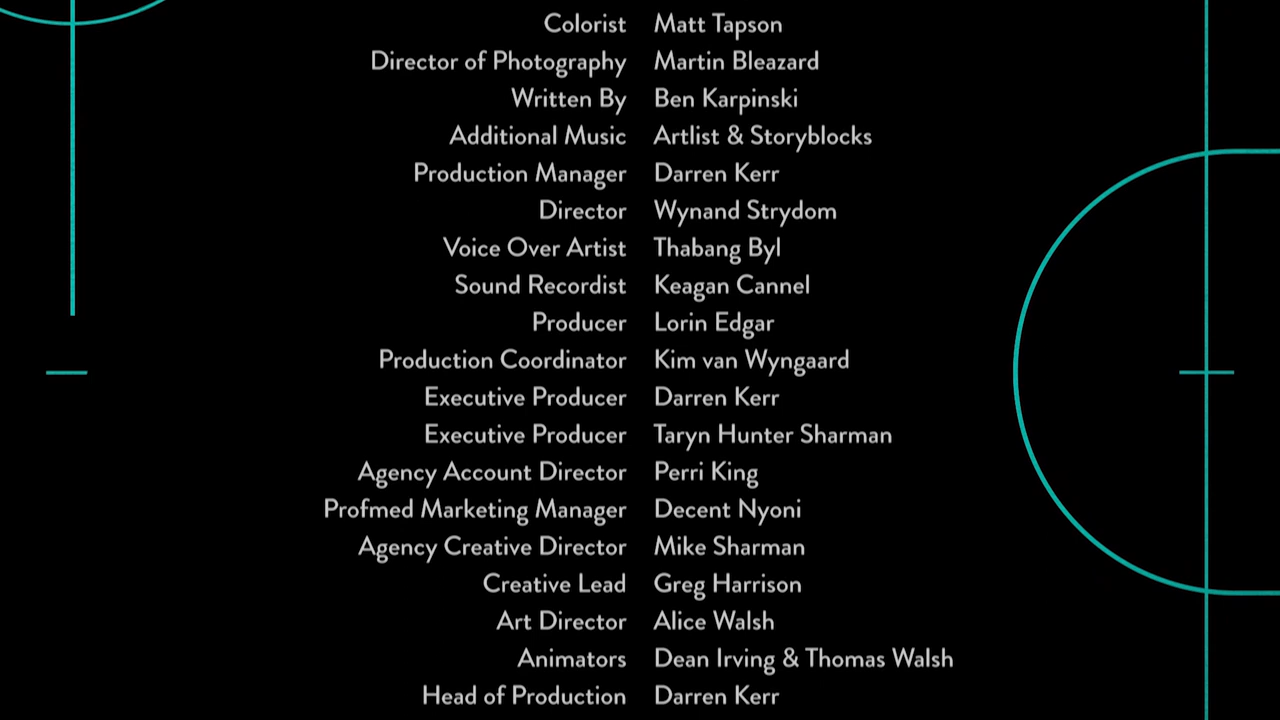 Colorist Matt Tapson
Director of Photography Martin Bleazard
Written By Ben Karpinski
Additional Music Artlist & Storyblocks
Production Manager Darren Kerr
Director Wynand Strydom
Voice Over Artist Thabang Byl
Sound Recordist Keagan Cannel
Producer Lorin Edgar
Production Coordinator Kim van Wyngaard
Executive Producer Darren Kerr
Executive Producer Taryn Hunter Sharman
Agency Account Director Perri King
Profmed Marketing Manager Decent Nyoni
Agency Creative Director Mike Sharman
Creative Lead Greg Harrison
Art Director Alice Walsh
Animators Dean Irving & Thomas Walsh
Head of Production Darren Kerr